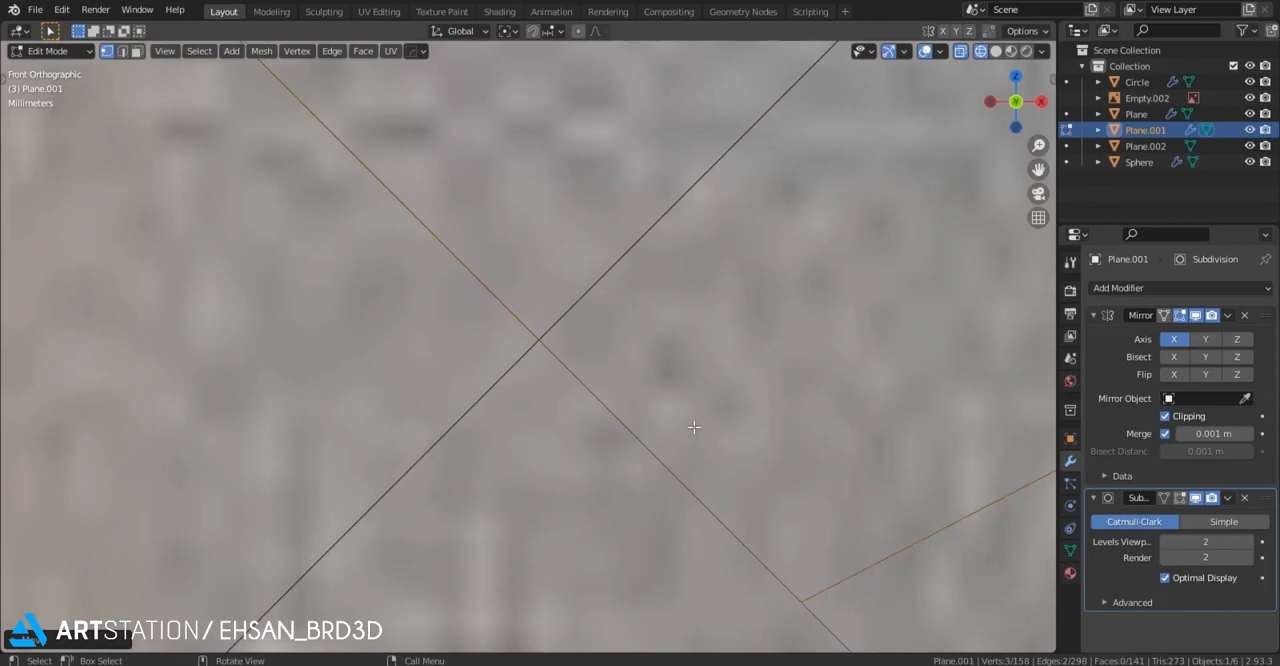 File Edit Render Window Help Layout Modeling Sculpting UV Editing Texture Paint Shading Animation Rendering Compositing Geometry Nodes Scripting + Scene View Layer
Global Options
Edit Mode View Select Add Mesh Vertex Edge Face UV X Y Z
Front Orthographic
(3) Plane.001
Millimeters
Z
Y
X
Scene Collection
Collection
Circle
Empty.002
Plane
Plane.001
Plane.002
Sphere
Plane.001 Subdivision
Add Modifier
Mirror
Axis X Y Z
Bisect X Y Z
Flip X Y Z
Mirror Object
Clipping
Merge 0.001 m
Bisect Distanc 0.001 m
Data
Sub..
Catmull-Clark Simple
Levels Viewp... 2
Render 2
Optimal Display
Advanced
ARTSTATION/EHSAN_BRD3D
Select Box Select Rotate View Call Menu Plane.001 | Verts:3/158 | Edges:2/298 | Faces:0/141 | Tris:273 | Objects:1/6 | 2.93.3